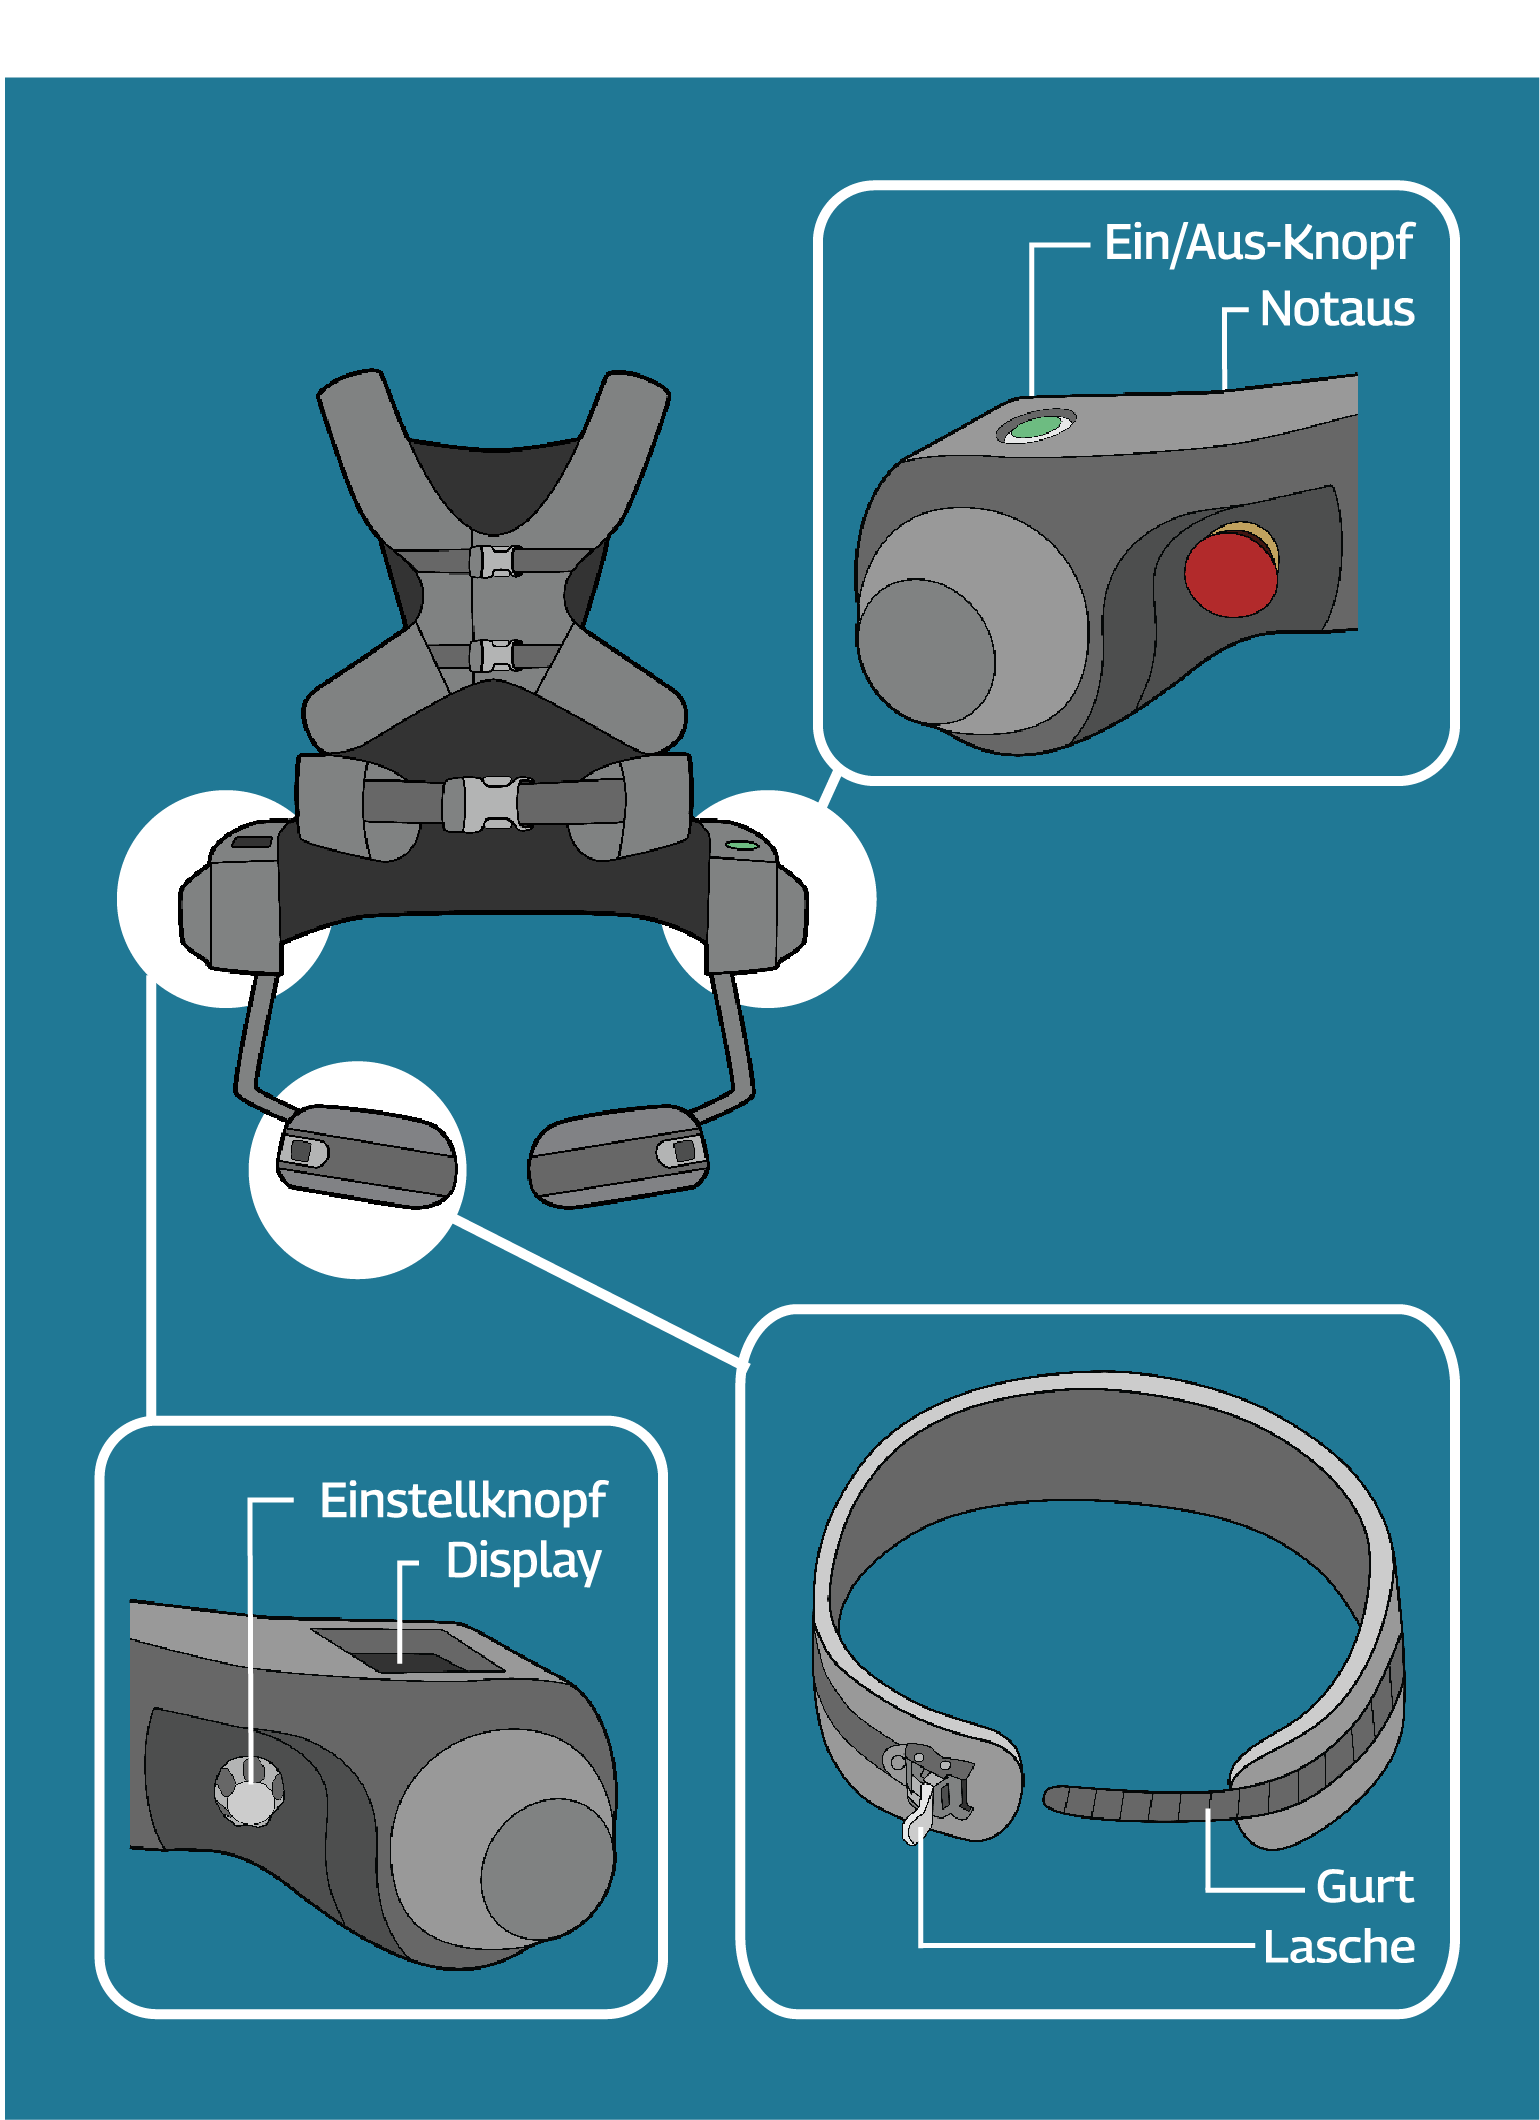 Ein/Aus-Knopf
Notaus
Einstellknopf
Display
Gurt
Lasche